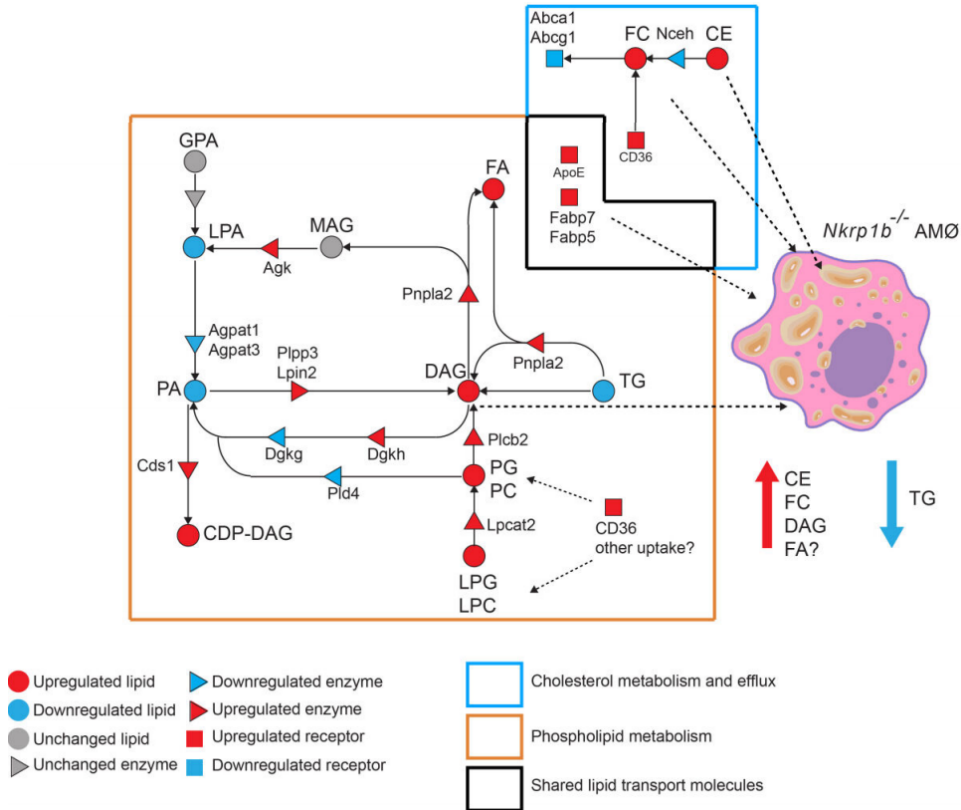 Abca1
Abcg1
FC
Nceh
CE
CD36
ApoE
Fabp7
Fabp5
Nkrp1b-/- AMØ
GPA
LPA
MAG
FA
Agk
Pnpla2
Agpat1
Agpat3
Plpp3
Lpin2
Pnpla2
PA
DAG
TG
Dgkg
Dgkh
Plcb2
Cds1
Pld4
PG
PC
CD36
other uptake?
Lpcat2
CDP-DAG
LPG
LPC
CE
FC
DAG
FA?
TG
Upregulated lipid
Downregulated lipid
Unchanged lipid
Unchanged enzyme
Downregulated enzyme
Upregulated enzyme
Upregulated receptor
Downregulated receptor
Cholesterol metabolism and efflux
Phospholipid metabolism
Shared lipid transport molecules